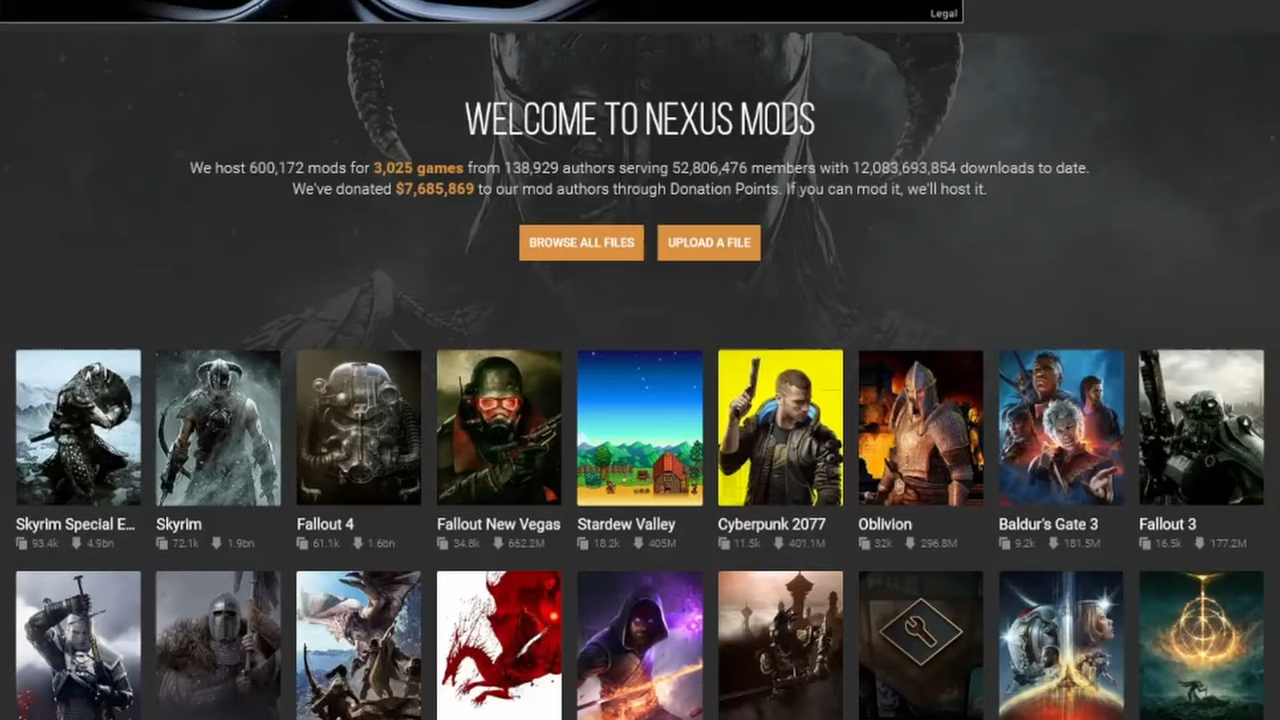 Legal
WELCOME TO NEXUS MODS
We host 600,172 mods for 3,025 games from 138,929 authors serving 52,806,476 members with 12,083,693,854 downloads to date.
We've donated $7,685,869 to our mod authors through Donation Points. If you can mod it, we'll host it.
BROWSE ALL FILES UPLOAD A FILE
Skyrim Special E... Skyrim Fallout 4 Fallout New Vegas Stardew Valley Cyberpunk 2077 Oblivion Baldur's Gate 3 Fallout 3
93.4k 4.9bn 72.1k 1.9bn 61.1k 1.6bn 34.8k 662.2M 18.2k 405M 11.5k 401.1M 32k 296.8M 9.2k 181.5M 16.5k 177.2M